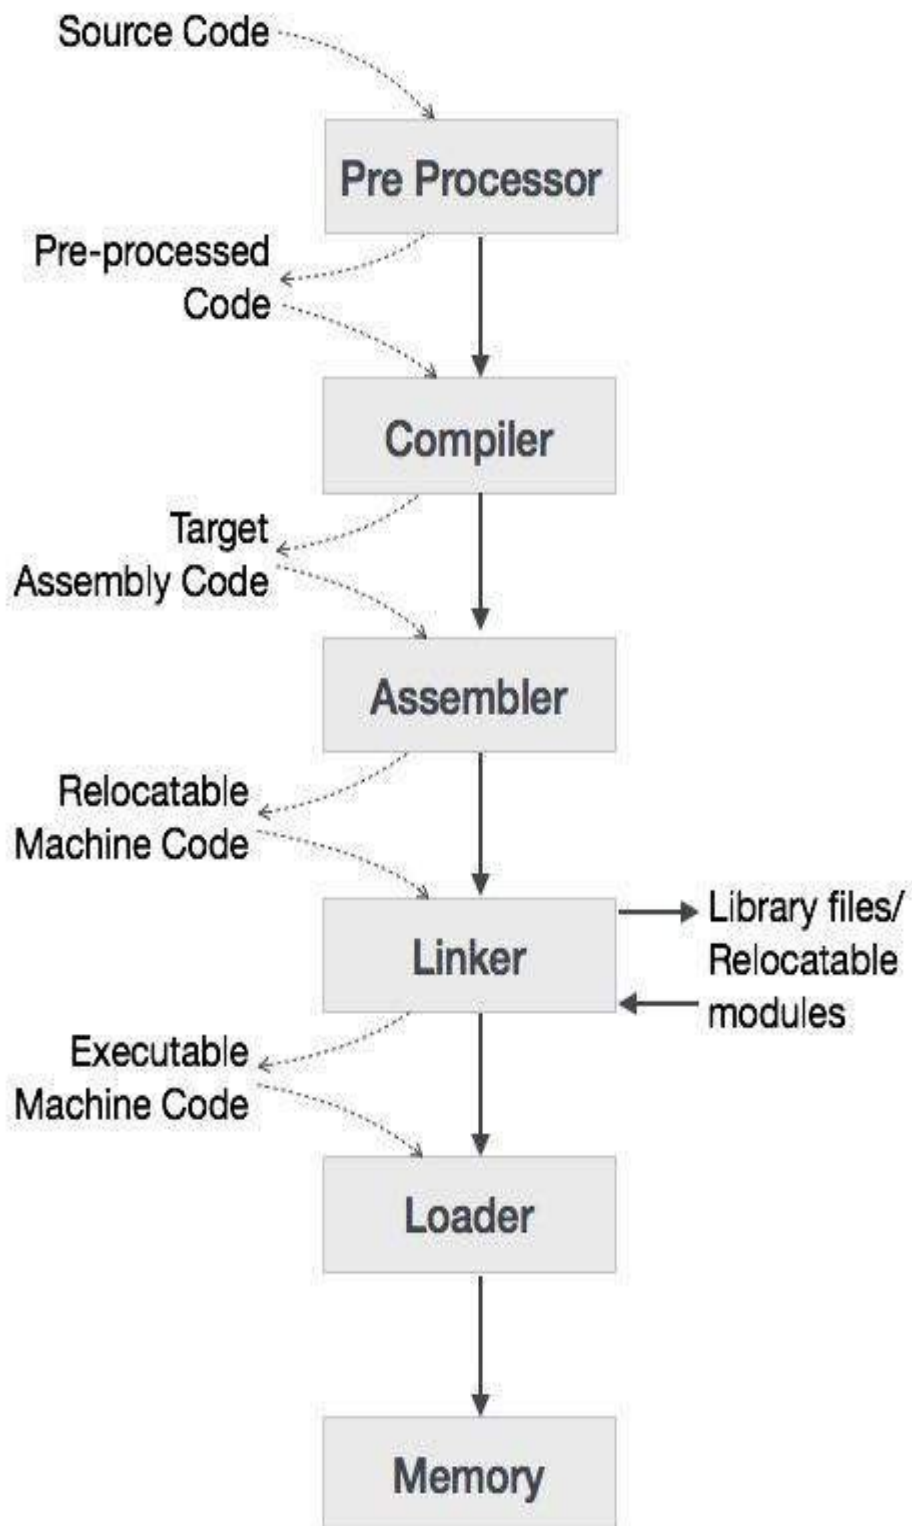 Source Code
Pre Processor
Pre-processed
Code
Compiler
Target
Assembly Code
Assembler
Relocatable
Machine Code
Linker
Library files/
Relocatable
modules
Executable
Machine Code
Loader
Memory